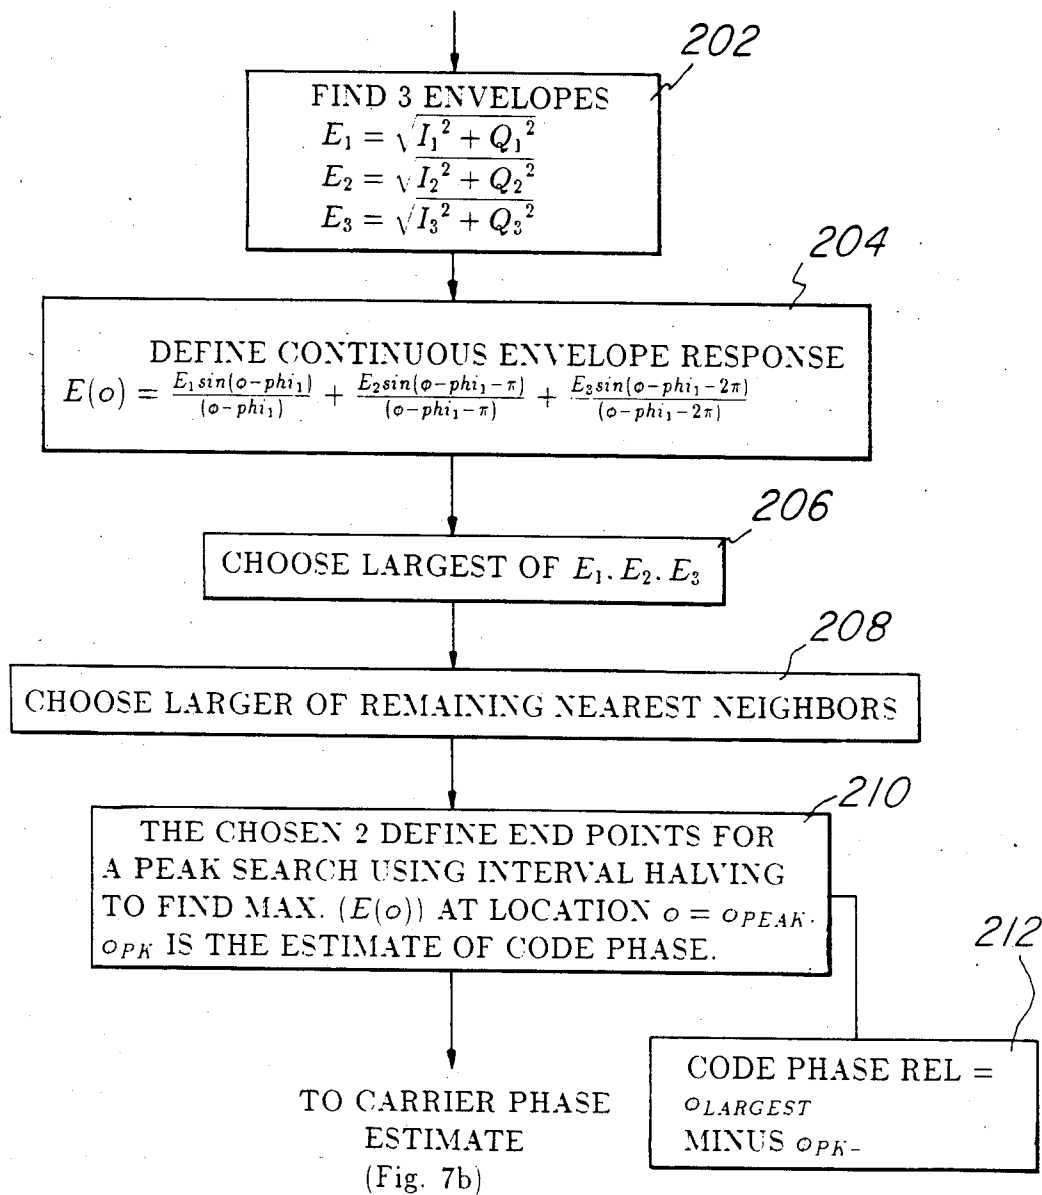 202
FIND 3 ENVELOPES
E₁ = √(I₁² + Q₁²)
E₂ = √(I₂² + Q₂²)
E₃ = √(I₃² + Q₃²)
204
DEFINE CONTINUOUS ENVELOPE RESPONSE
E(φ) = E₁sin(φ−phi₁)/(φ−phi₁) + E₂sin(φ−phi₁−π)/(φ−phi₁−π) + E₃sin(φ−phi₁−2π)/(φ−phi₁−2π)
206
CHOOSE LARGEST OF E₁. E₂. E₃
208
CHOOSE LARGER OF REMAINING NEAREST NEIGHBORS
210
THE CHOSEN 2 DEFINE END POINTS FOR
A PEAK SEARCH USING INTERVAL HALVING
TO FIND MAX. (E(φ)) AT LOCATION φ = φPEAK.
φPK IS THE ESTIMATE OF CODE PHASE.
212
CODE PHASE REL =
φLARGEST
MINUS φPK-
TO CARRIER PHASE
ESTIMATE
(Fig. 7b)